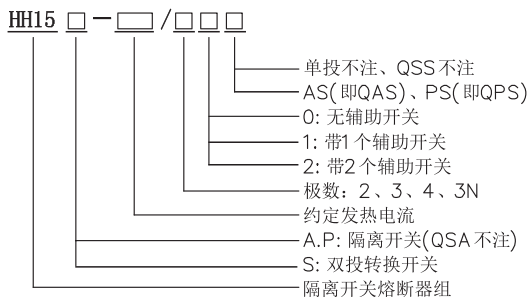 HH15□-□/□□□
单投不注、QSS不注
AS(即QAS)、PS(即QPS)
0: 无辅助开关
1: 带1个辅助开关
2: 带2个辅助开关
极数: 2、3、4、3N
约定发热电流
A.P: 隔离开关(QSA不注)
S: 双投转换开关
隔离开关熔断器组